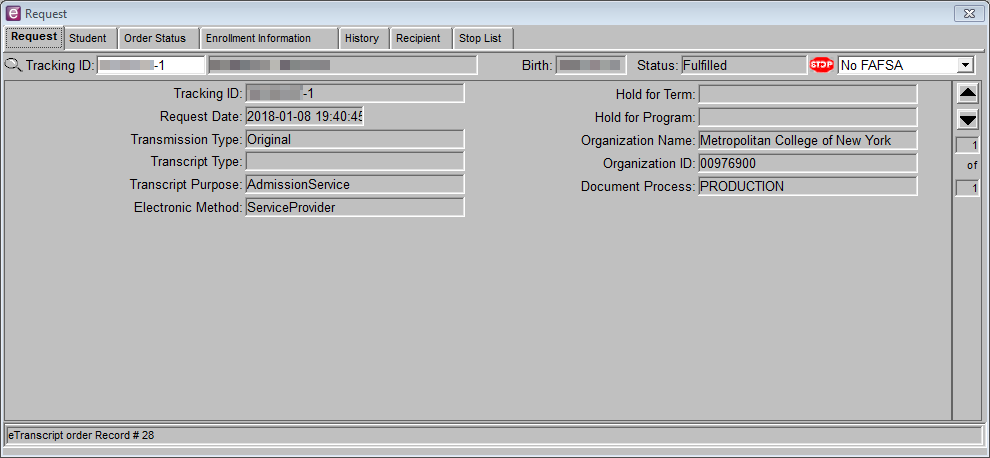 Request
Request Student Order Status Enrollment Information History Recipient Stop List
Tracking ID: -1 Birth: Status: Fulfilled STOP No FAFSA
Tracking ID: -1 Hold for Term:
Request Date: 2018-01-08 19:40:45 Hold for Program:
Transmission Type: Original Organization Name: Metropolitan College of New York
Transcript Type: Organization ID: 00976900
Transcript Purpose: AdmissionService Document Process: PRODUCTION
Electronic Method: ServiceProvider
1
of
1
eTranscript order Record # 28